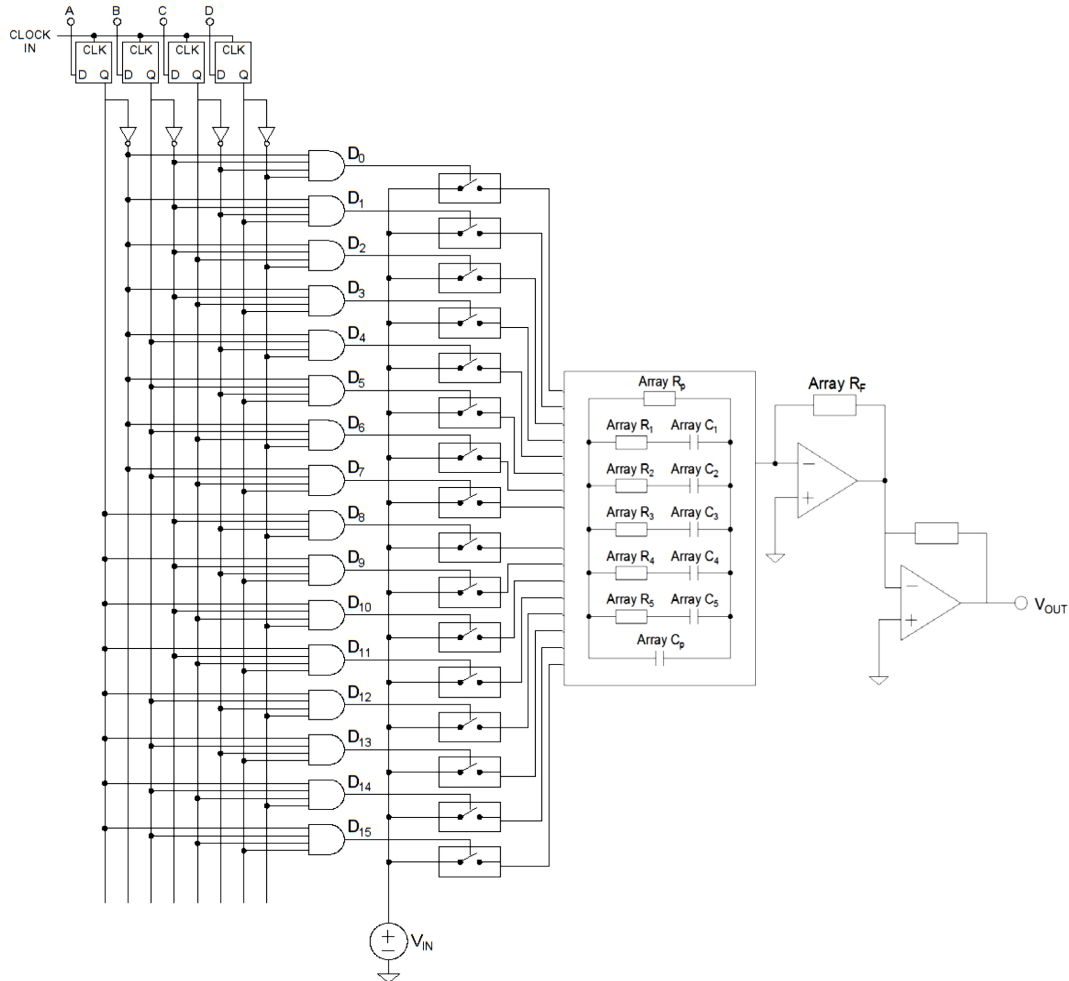 A B C D
CLOCK IN
CLK CLK CLK CLK
D Q D Q D Q D Q
D0
D1
D2
D3
D4
D5
D6
D7
D8
D9
D10
D11
D12
D13
D14
D15
Array Rp
Array R1 Array C1
Array R2 Array C2
Array R3 Array C3
Array R4 Array C4
Array R5 Array C5
Array Cp
Array RF
−
+
−
+
VOUT
+
−
VIN